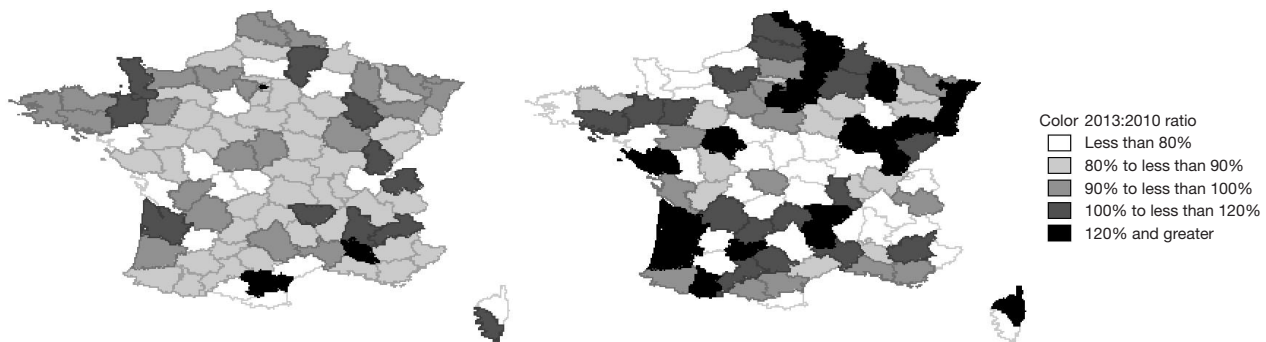 Color 2013:2010 ratio
Less than 80%
80% to less than 90%
90% to less than 100%
100% to less than 120%
120% and greater